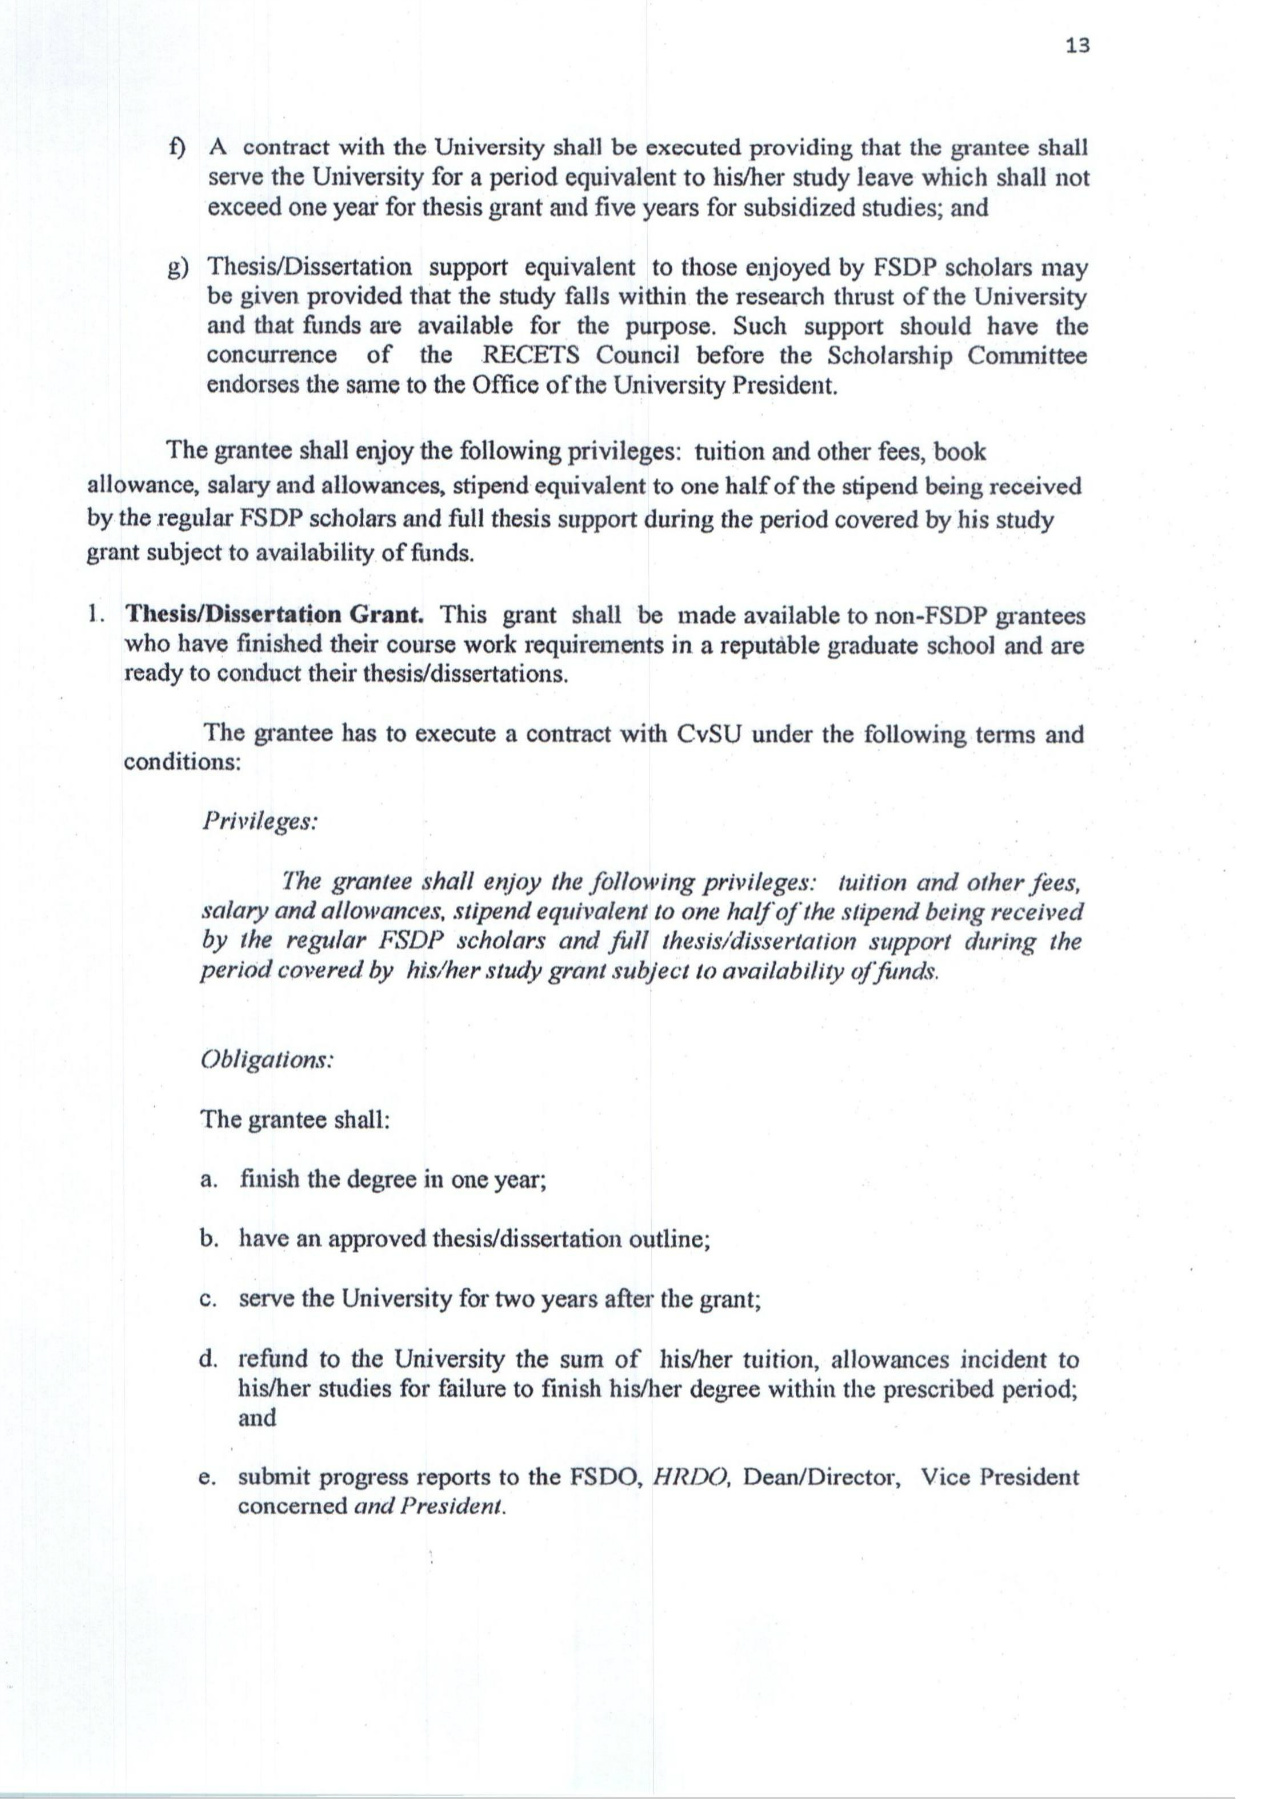 13
f) A contract with the University shall be executed providing that the grantee shall
serve the University for a period equivalent to his/her study leave which shall not
exceed one year for thesis grant and five years for subsidized studies; and
g) Thesis/Dissertation support equivalent to those enjoyed by FSDP scholars may
be given provided that the study falls within the research thrust of the University
and that funds are available for the purpose. Such support should have the
concurrence of the RECETS Council before the Scholarship Committee
endorses the same to the Office of the University President.
The grantee shall enjoy the following privileges: tuition and other fees, book
allowance, salary and allowances, stipend equivalent to one half of the stipend being received
by the regular FSDP scholars and full thesis support during the period covered by his study
grant subject to availability of funds.
1. Thesis/Dissertation Grant. This grant shall be made available to non-FSDP grantees
who have finished their course work requirements in a reputable graduate school and are
ready to conduct their thesis/dissertations.
The grantee has to execute a contract with CvSU under the following terms and
conditions:
Privileges:
The grantee shall enjoy the following privileges: tuition and other fees,
salary and allowances, stipend equivalent to one half of the stipend being received
by the regular FSDP scholars and full thesis/dissertation support during the
period covered by his/her study grant subject to availability of funds.
Obligations:
The grantee shall:
a. finish the degree in one year;
b. have an approved thesis/dissertation outline;
c. serve the University for two years after the grant;
d. refund to the University the sum of his/her tuition, allowances incident to
his/her studies for failure to finish his/her degree within the prescribed period;
and
e. submit progress reports to the FSDO, HRDO, Dean/Director, Vice President
concerned and President.